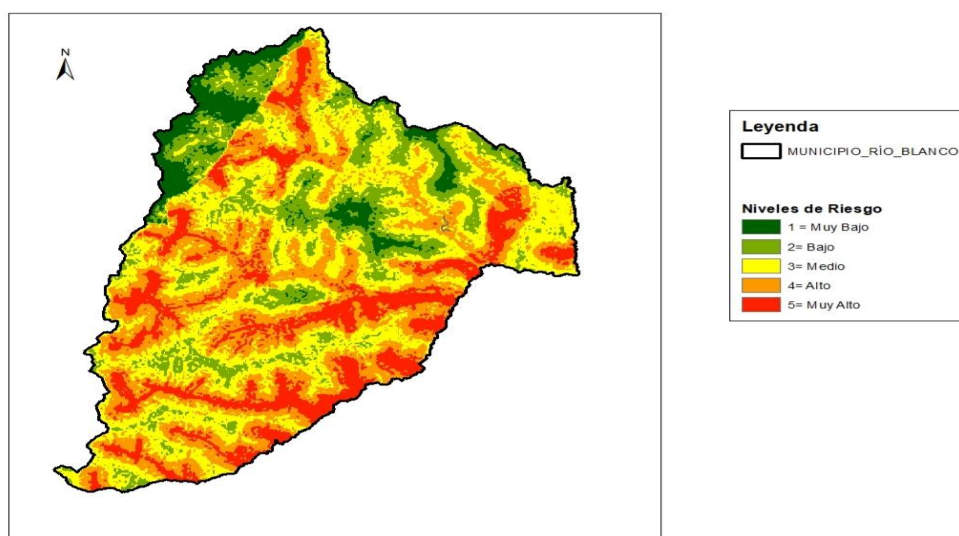 N
Leyenda
MUNICIPIO_RÍO_BLANCO
Niveles de Riesgo
1 = Muy Bajo
2= Bajo
3= Medio
4= Alto
5= Muy Alto